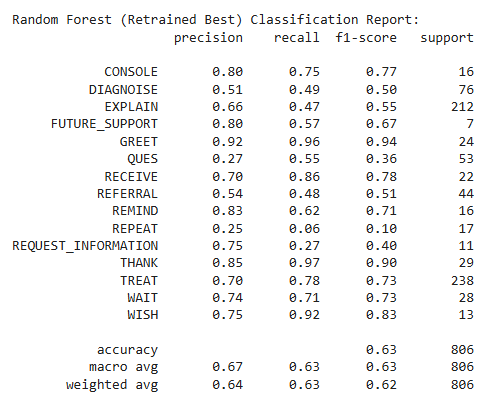 Random Forest (Retrained Best) Classification Report:
precision recall f1-score support
CONSOLE 0.80 0.75 0.77 16
DIAGNOISE 0.51 0.49 0.50 76
EXPLAIN 0.66 0.47 0.55 212
FUTURE_SUPPORT 0.80 0.57 0.67 7
GREET 0.92 0.96 0.94 24
QUES 0.27 0.55 0.36 53
RECEIVE 0.70 0.86 0.78 22
REFERRAL 0.54 0.48 0.51 44
REMIND 0.83 0.62 0.71 16
REPEAT 0.25 0.06 0.10 17
REQUEST_INFORMATION 0.75 0.27 0.40 11
THANK 0.85 0.97 0.90 29
TREAT 0.70 0.78 0.73 238
WAIT 0.74 0.71 0.73 28
WISH 0.75 0.92 0.83 13
accuracy 0.63 806
macro avg 0.67 0.63 0.63 806
weighted avg 0.64 0.63 0.62 806